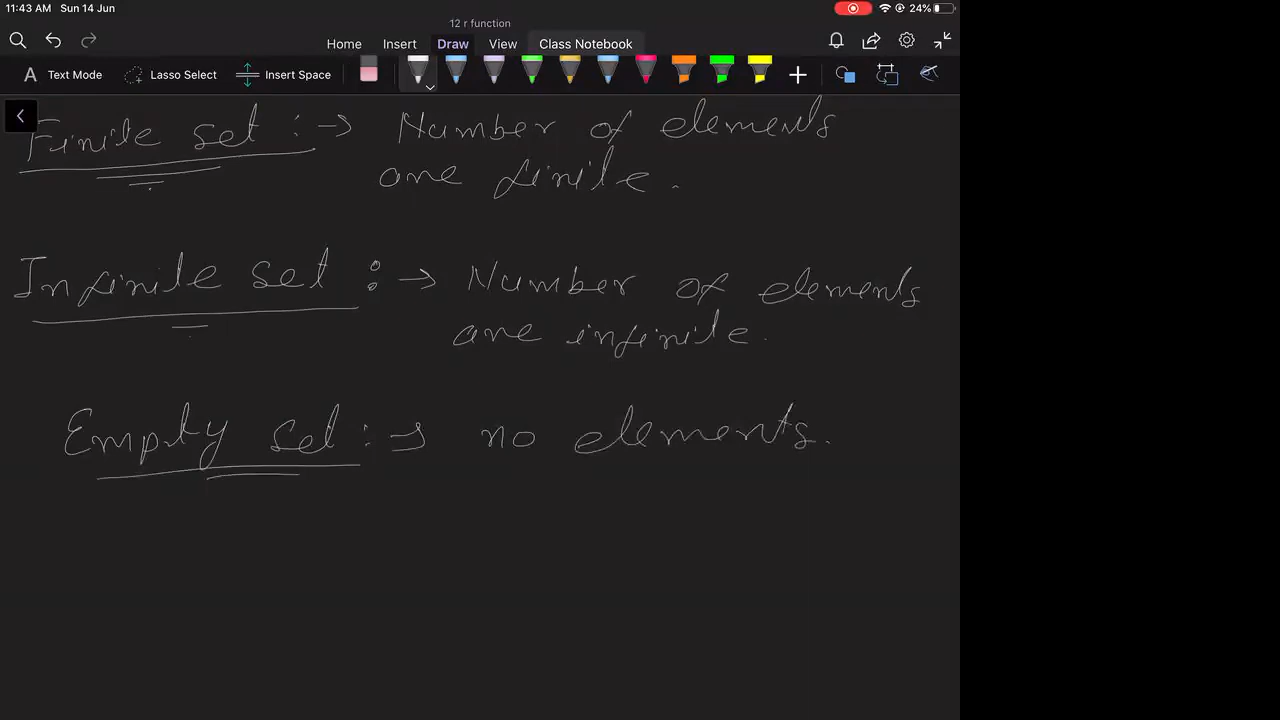 11:43 AM Sun 14 Jun
24%
12 r function
Home Insert Draw View Class Notebook
Text Mode Lasso Select Insert Space
Finite set :→ Number of elements
are finite.
Infinite set :→ Number of elements
are infinite.
Empty set :→ no elements.